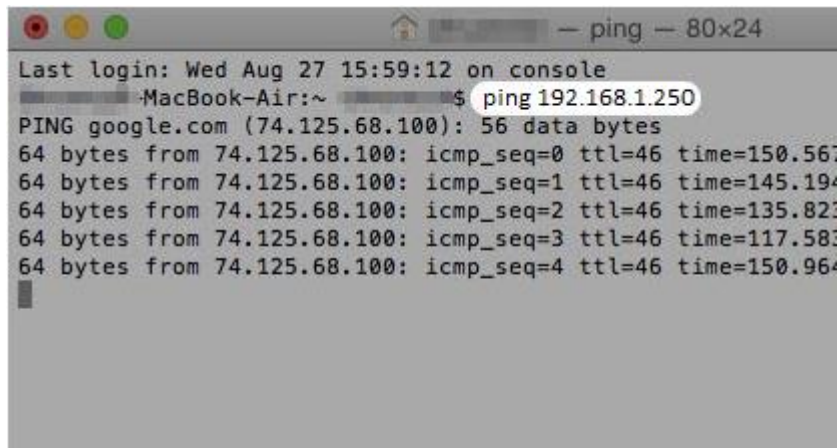 — ping — 80×24
Last login: Wed Aug 27 15:59:12 on console
-MacBook-Air:~ $ ping 192.168.1.250
PING google.com (74.125.68.100): 56 data bytes
64 bytes from 74.125.68.100: icmp_seq=0 ttl=46 time=150.567
64 bytes from 74.125.68.100: icmp_seq=1 ttl=46 time=145.194
64 bytes from 74.125.68.100: icmp_seq=2 ttl=46 time=135.823
64 bytes from 74.125.68.100: icmp_seq=3 ttl=46 time=117.583
64 bytes from 74.125.68.100: icmp_seq=4 ttl=46 time=150.964